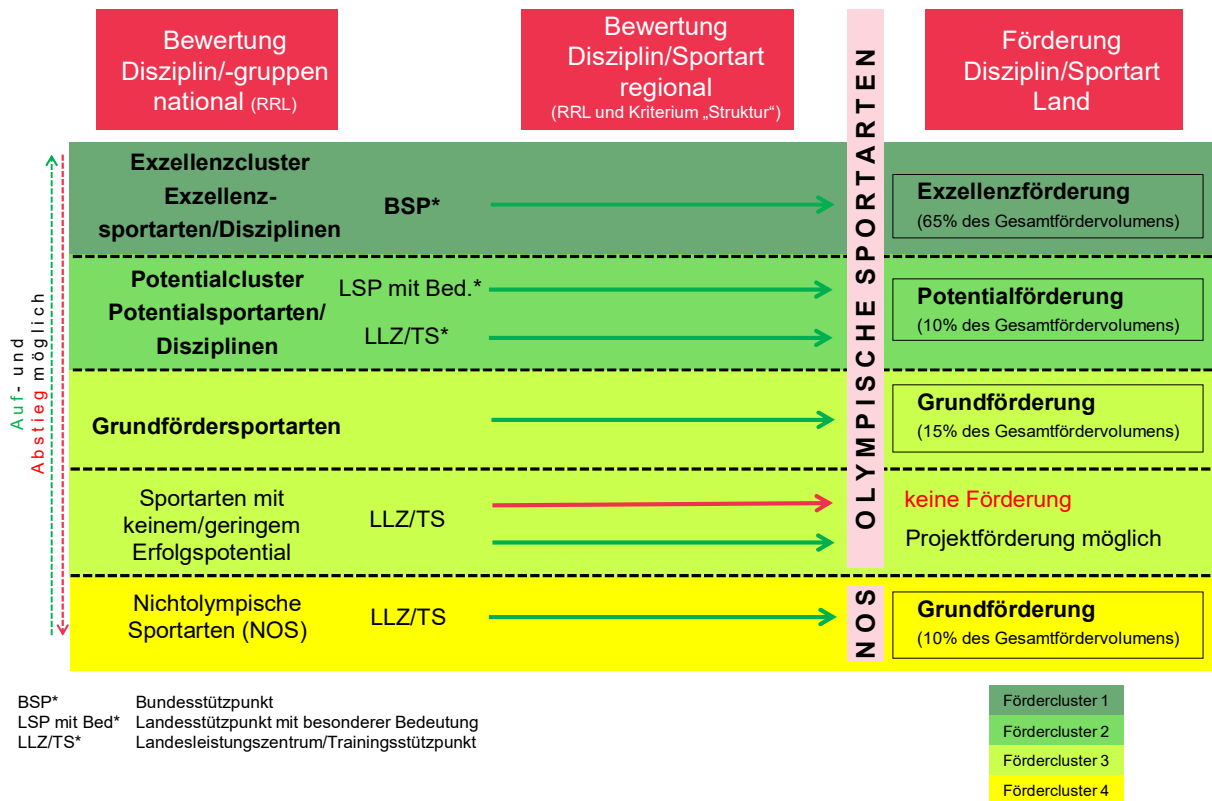 Bewertung
Disziplin/-gruppen
national (RRL)
Bewertung
Disziplin/Sportart
regional
(RRL und Kriterium „Struktur“)
Förderung
Disziplin/Sportart
Land
Auf- und
Abstieg möglich
OLYMPISCHE SPORTARTEN
Exzellenzcluster
Exzellenz-
sportarten/Disziplinen
BSP*
Exzellenzförderung
(65% des Gesamtfördervolumens)
Potentialcluster
Potentialsportarten/
Disziplinen
LSP mit Bed.*
LLZ/TS*
Potentialförderung
(10% des Gesamtfördervolumens)
Grundfördersportarten
Grundförderung
(15% des Gesamtfördervolumens)
Sportarten mit
keinem/geringem
Erfolgspotential
LLZ/TS
keine Förderung
Projektförderung möglich
Nichtolympische
Sportarten (NOS)
LLZ/TS
NOS
Grundförderung
(10% des Gesamtfördervolumens)
BSP* Bundesstützpunkt
LSP mit Bed* Landesstützpunkt mit besonderer Bedeutung
LLZ/TS* Landesleistungszentrum/Trainingsstützpunkt
Fördercluster 1
Fördercluster 2
Fördercluster 3
Fördercluster 4